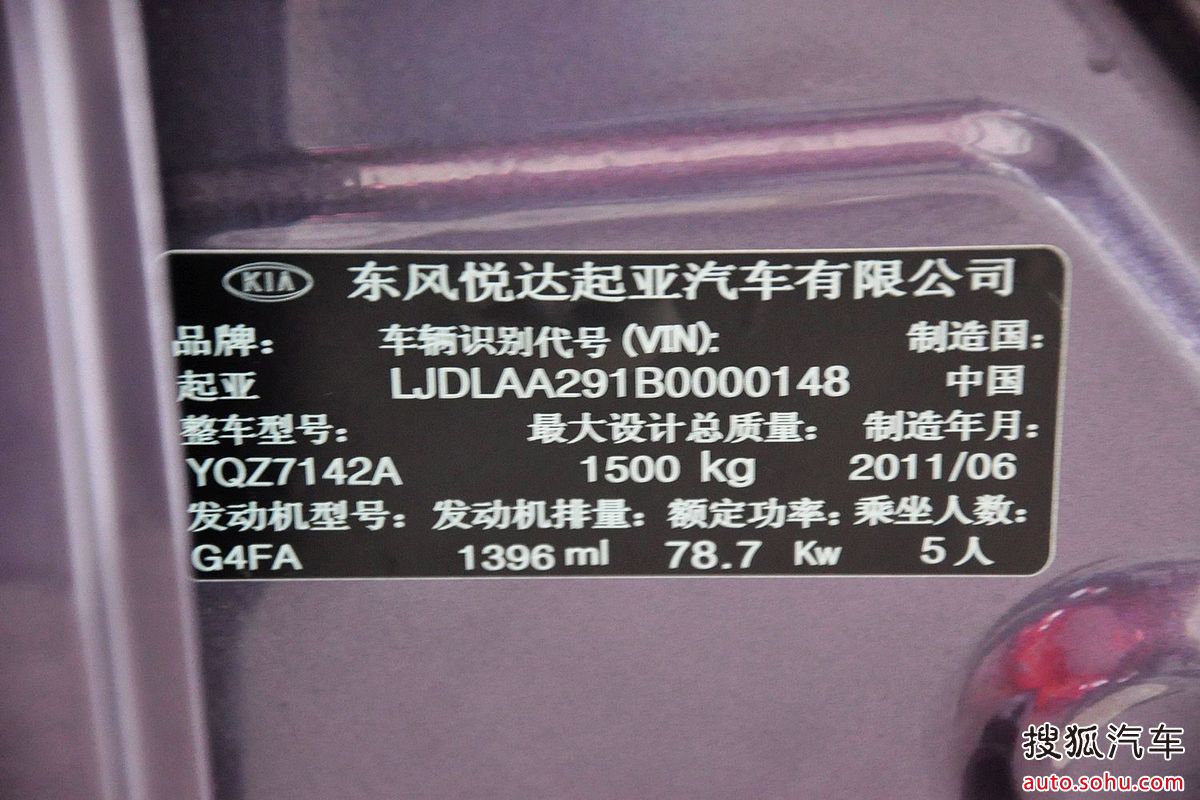 KIA 东风悦达起亚汽车有限公司
品牌： 车辆识别代号(VIN): 制造国：
起亚 LJDLAA291B0000148 中国
整车型号： 最大设计总质量： 制造年月：
YQZ7142A 1500 kg 2011/06
发动机型号： 发动机排量： 额定功率： 乘坐人数：
G4FA 1396 ml 78.7 Kw 5人
搜狐汽车
auto.sohu.com